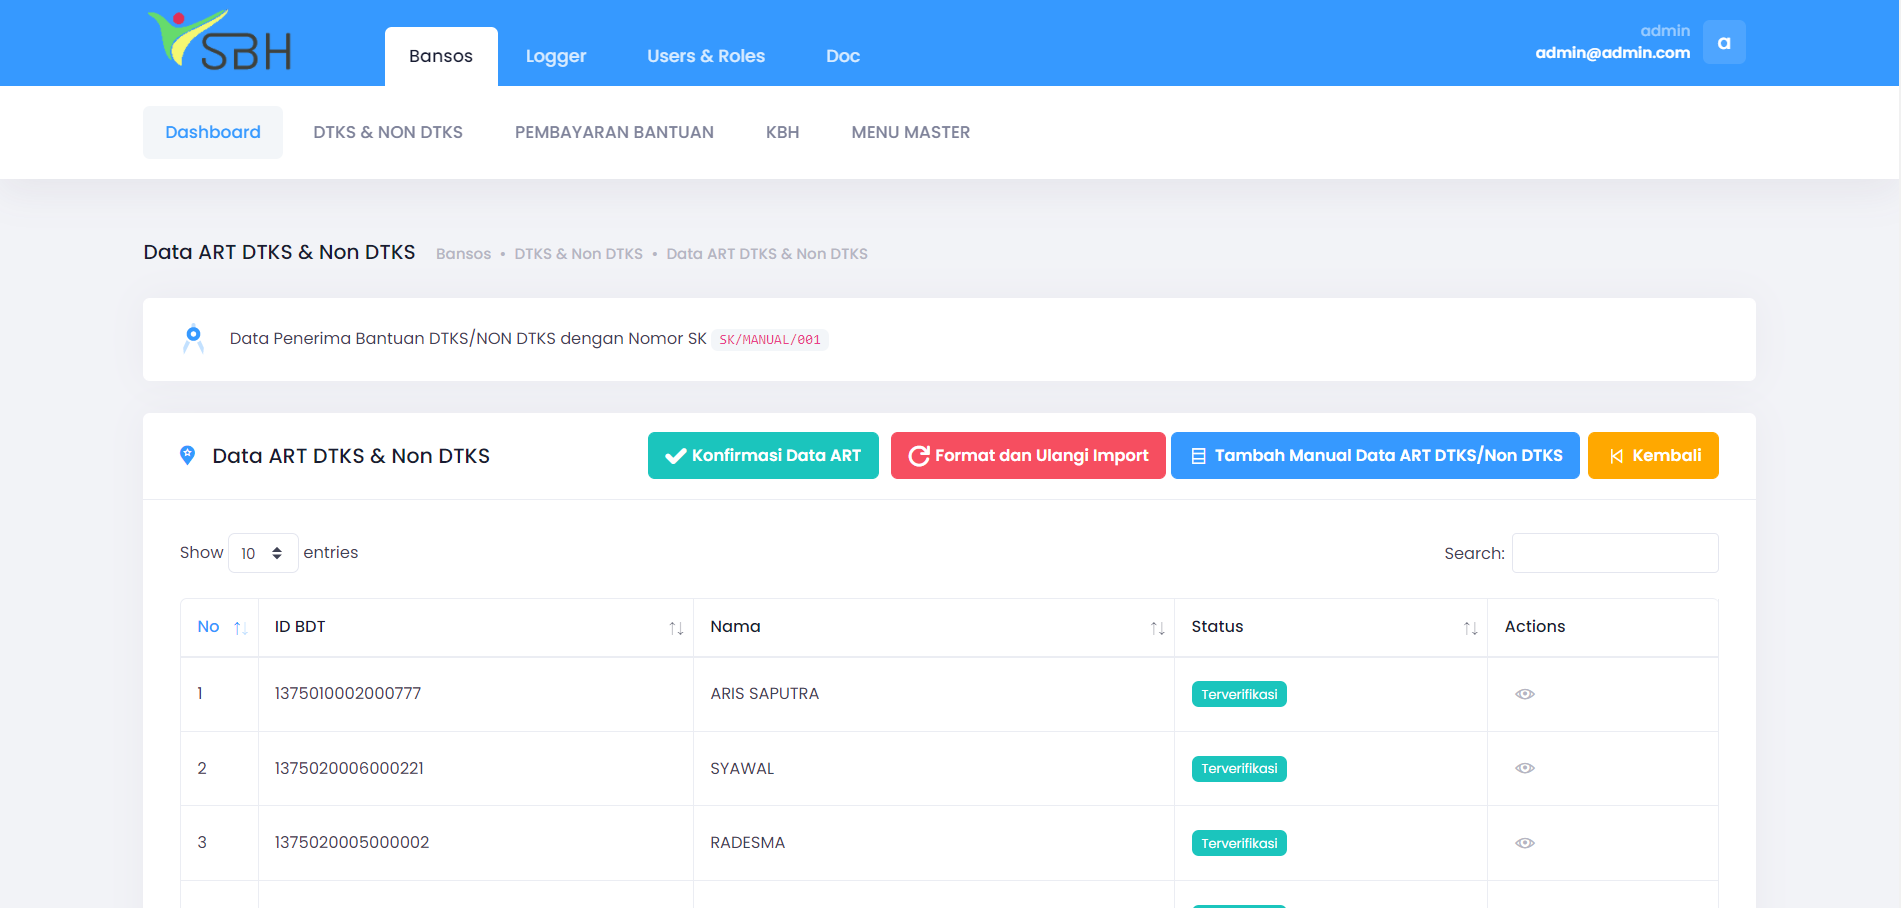 SBH
Bansos
Logger
Users & Roles
Doc
admin
admin@admin.com
a
Dashboard
DTKS & NON DTKS
PEMBAYARAN BANTUAN
KBH
MENU MASTER
Data ART DTKS & Non DTKS
Bansos • DTKS & Non DTKS • Data ART DTKS & Non DTKS
Data Penerima Bantuan DTKS/NON DTKS dengan Nomor SK SK/MANUAL/001
Data ART DTKS & Non DTKS
Konfirmasi Data ART
Format dan Ulangi Import
Tambah Manual Data ART DTKS/Non DTKS
Kembali
Show 10 entries
Search:
No ID BDT Nama Status Actions
1 1375010002000777 ARIS SAPUTRA Terverifikasi
2 1375020006000221 SYAWAL Terverifikasi
3 1375020005000002 RADESMA Terverifikasi